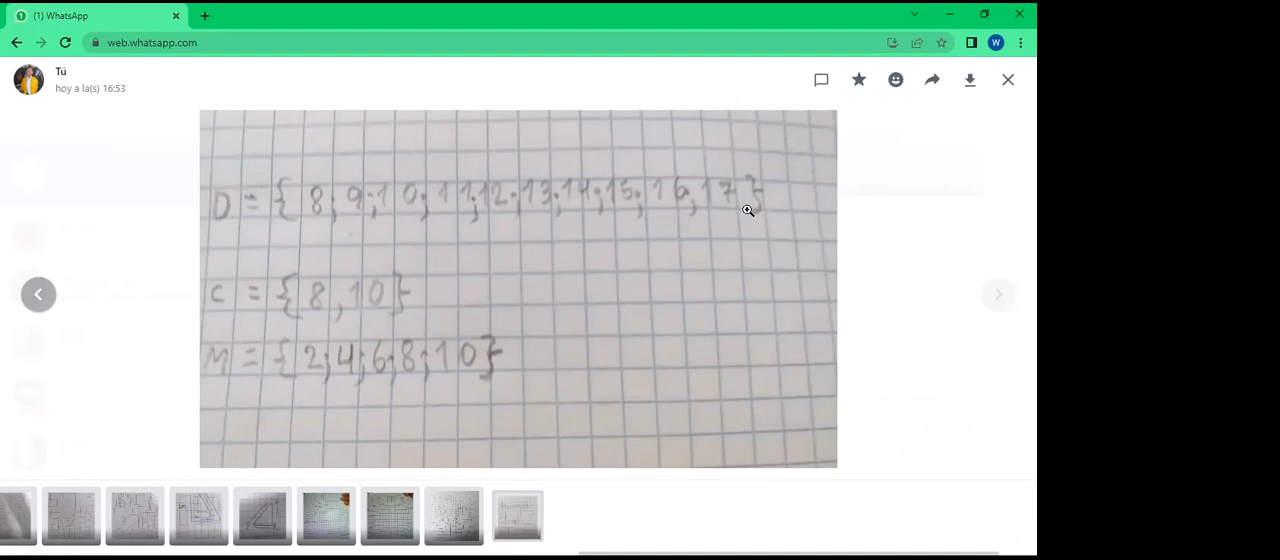 (1) WhatsApp
web.whatsapp.com
W
Tú
hoy a la(s) 16:53
D = { 8; 9; 10; 11; 12; 13; 14; 15; 16, 17 }
C = { 8, 10 }
M = { 2; 4; 6; 8; 10 }